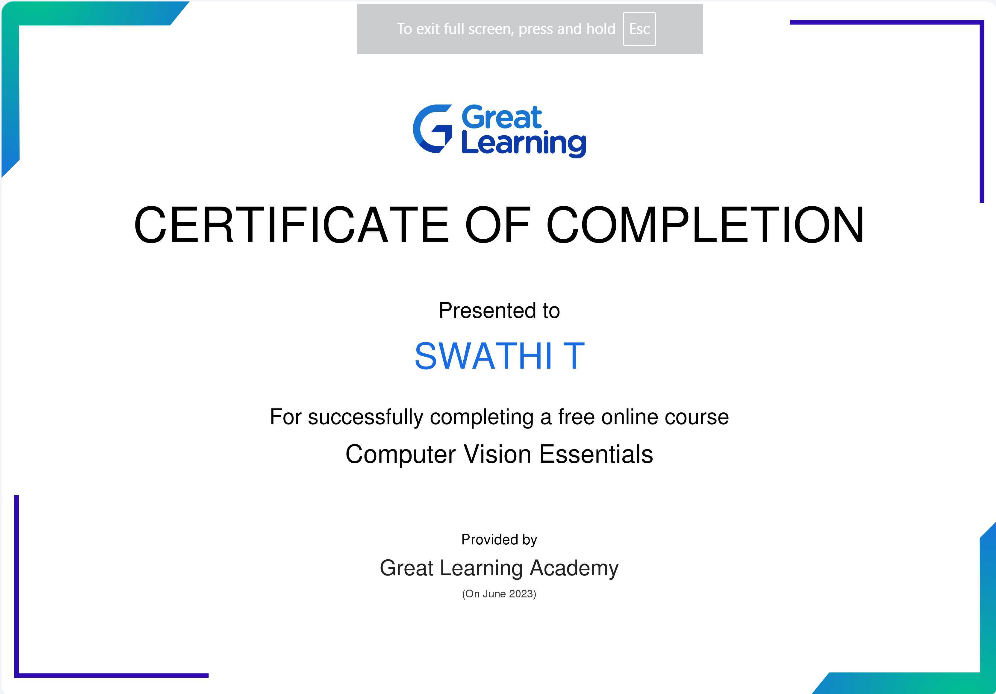 To exit full screen, press and hold Esc
Great
Learning
CERTIFICATE OF COMPLETION
Presented to
SWATHI T
For successfully completing a free online course
Computer Vision Essentials
Provided by
Great Learning Academy
(On June 2023)